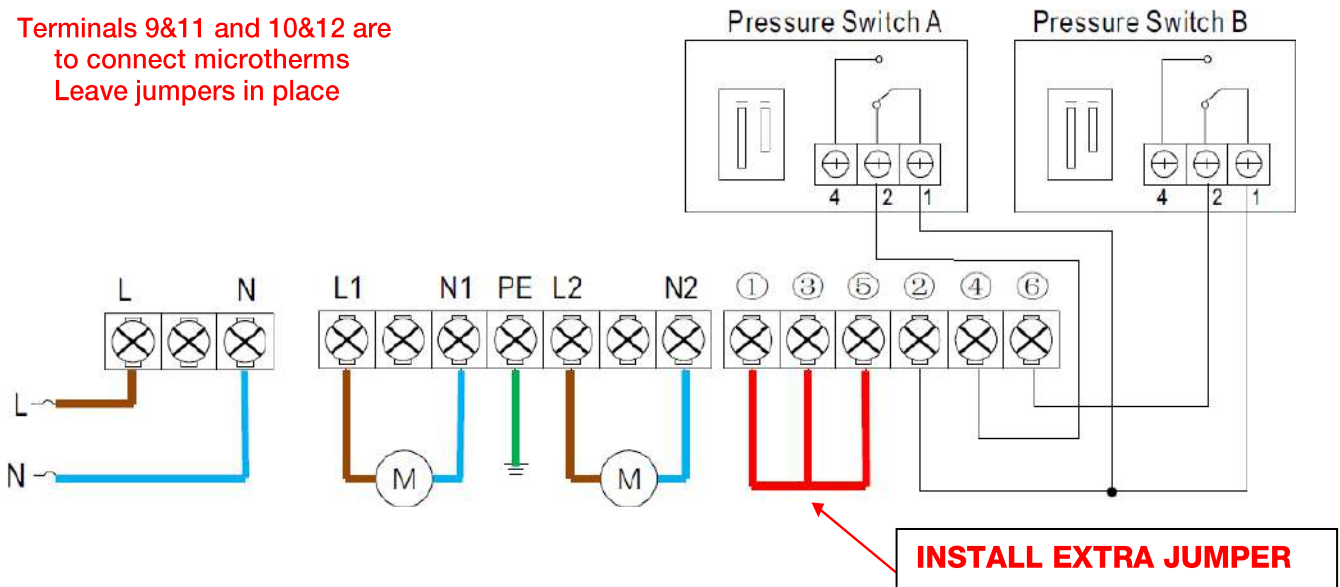 Terminals 9&11 and 10&12 are
to connect microtherms
Leave jumpers in place
Pressure Switch A
Pressure Switch B
4 2 1
4 2 1
L N
L1 N1 PE L2 N2 ① ③ ⑤ ② ④ ⑥
L
N
M
M
INSTALL EXTRA JUMPER